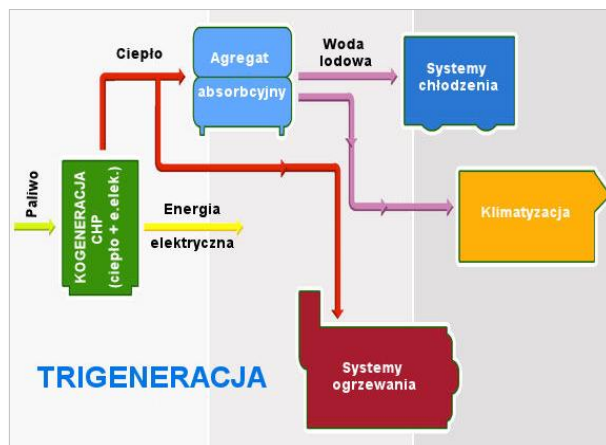 Ciepło
Agregat
absorbcyjny
Woda
lodowa
Systemy
chłodzenia
Paliwo
KOGENERACJA
CHP
(ciepło + e.elek.)
Energia
elektryczna
Klimatyzacja
TRIGENERACJA
Systemy
ogrzewania